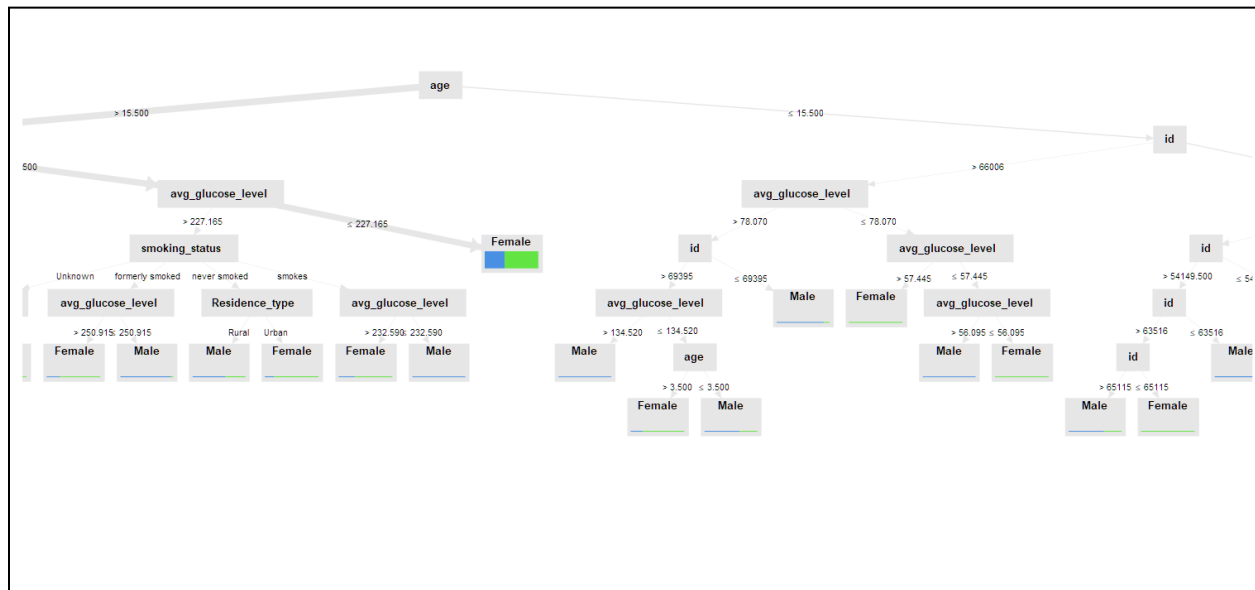 age
> 15.500
≤ 15.500
id
500
> 66006
avg_glucose_level
avg_glucose_level
> 227.165
≤ 227.165
> 78.070
≤ 78.070
smoking_status
Female
id
avg_glucose_level
id
Unknown
formerly smoked
never smoked
smokes
> 69395
≤ 69395
> 57.445
≤ 57.445
> 54149.500
≤ 54
avg_glucose_level
Residence_type
avg_glucose_level
avg_glucose_level
Male
Female
avg_glucose_level
id
> 250.915
≤ 250.915
Rural
Urban
> 232.590
≤ 232.590
> 134.520
≤ 134.520
> 56.095
≤ 56.095
> 63516
≤ 63516
Female
Male
Male
Female
Female
Male
Male
age
Male
Female
id
Male
> 3.500
≤ 3.500
> 65115
≤ 65115
Female
Male
Male
Female